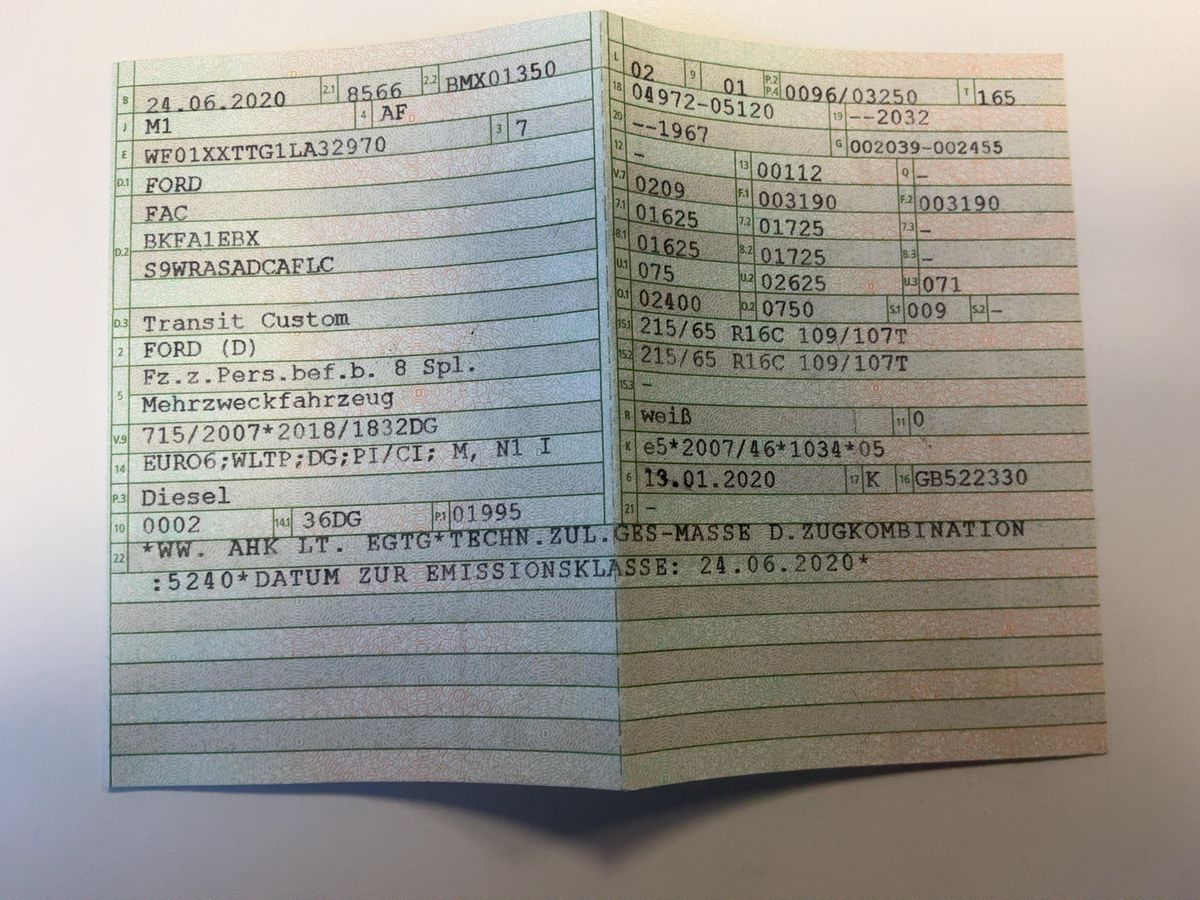 B 24.06.2020 2.1 8566 2.2 BMX01350
J M1 4 AF
E WF01XXTTG1LA32970 3 7
D.1 FORD
FAC
D.2 BKFA1EBX
S9WRASADCAFLC
D.3 Transit Custom
2 FORD (D)
Fz.z.Pers.bef.b. 8 Spl.
5 Mehrzweckfahrzeug
V.9 715/2007*2018/1832DG
14 EURO6;WLTP;DG;PI/CI; M, N1 I
P.3 Diesel
10 0002 14.1 36DG P.1 01995
22 *WW. AHK LT. EGTG*TECHN.ZUL.GES-MASSE D.ZUGKOMBINATION
:5240*DATUM ZUR EMISSIONSKLASSE: 24.06.2020*
L 02 9 01 P.2 P.4 0096/03250 T 165
18 04972-05120 19 --2032
20 --1967 G 002039-002455
12 - 13 00112 Q -
V.7 0209 F.1 003190 F.2 003190
7.1 01625 7.2 01725 7.3 -
8.1 01625 8.2 01725 8.3 -
U.1 075 U.2 02625 U.3 071
O.1 02400 O.2 0750 S.1 009 S.2 -
15.1 215/65 R16C 109/107T
15.2 215/65 R16C 109/107T
15.3 -
R weiß 11 0
K e5*2007/46*1034*05
6 13.01.2020 17 K 16 GB522330
21 -